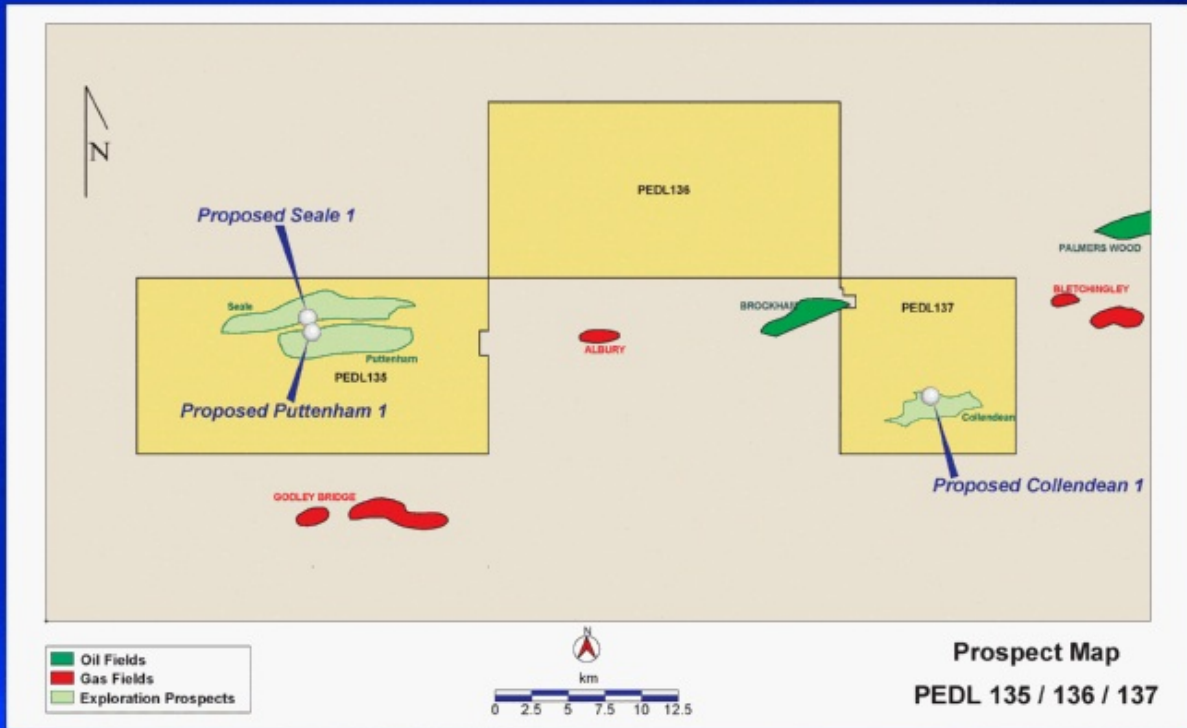 N
PEDL136
Proposed Seale 1
PALMERS WOOD
Seale
BLETCHINGLEY
BROCKHAM
PEDL137
ALBURY
Puttenham
PEDL135
Proposed Puttenham 1
Collendean
Proposed Collendean 1
GODLEY BRIDGE
Oil Fields
Gas Fields
Exploration Prospects
N
km
0 2.5 5 7.5 10 12.5
Prospect Map
PEDL 135 / 136 / 137